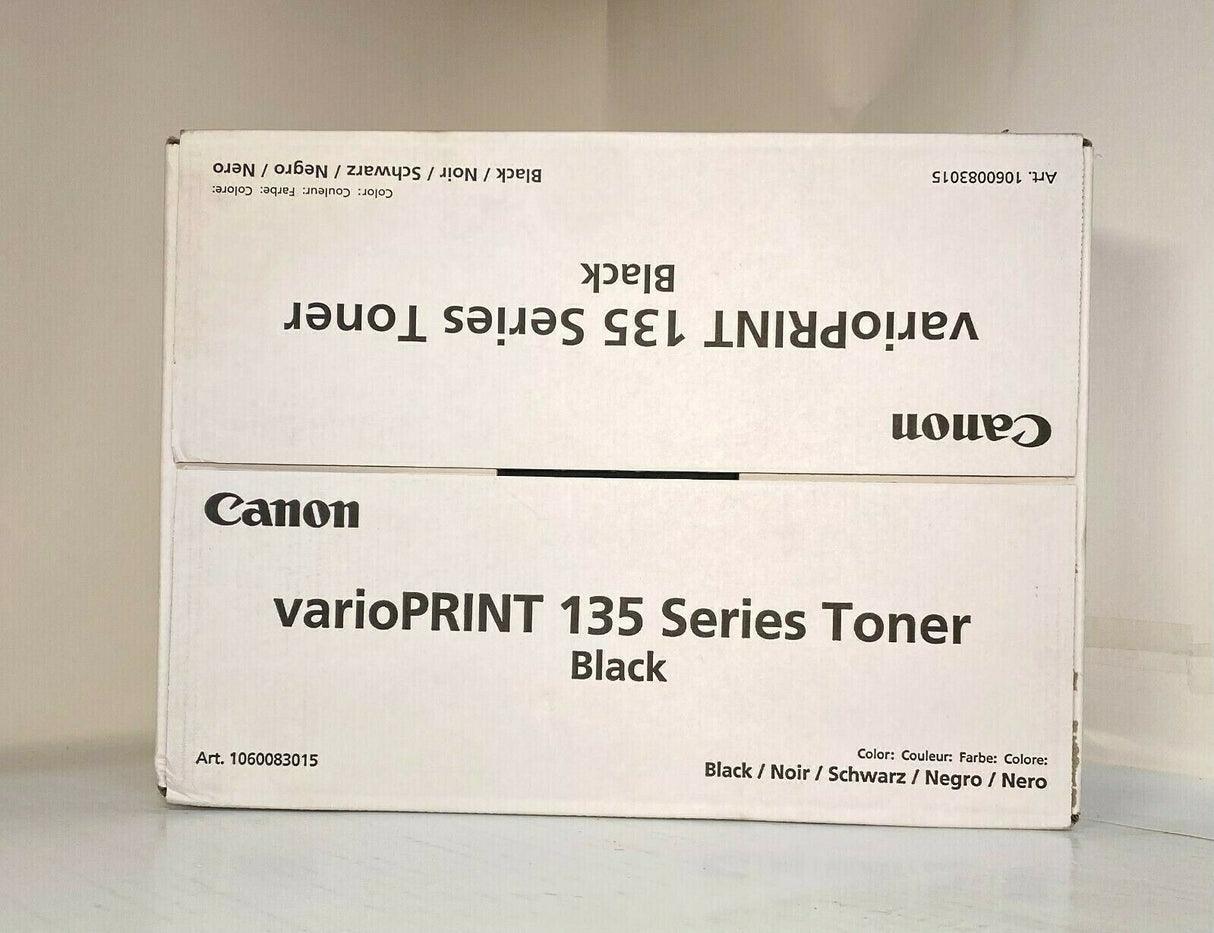 Black / Noir / Schwarz / Negro / Nero
Color: Couleur: Farbe: Colore:
Art. 1060083015
Black
varioPRINT 135 Series Toner
Canon
Canon
varioPRINT 135 Series Toner
Black
Art. 1060083015
Color: Couleur: Farbe: Colore:
Black / Noir / Schwarz / Negro / Nero